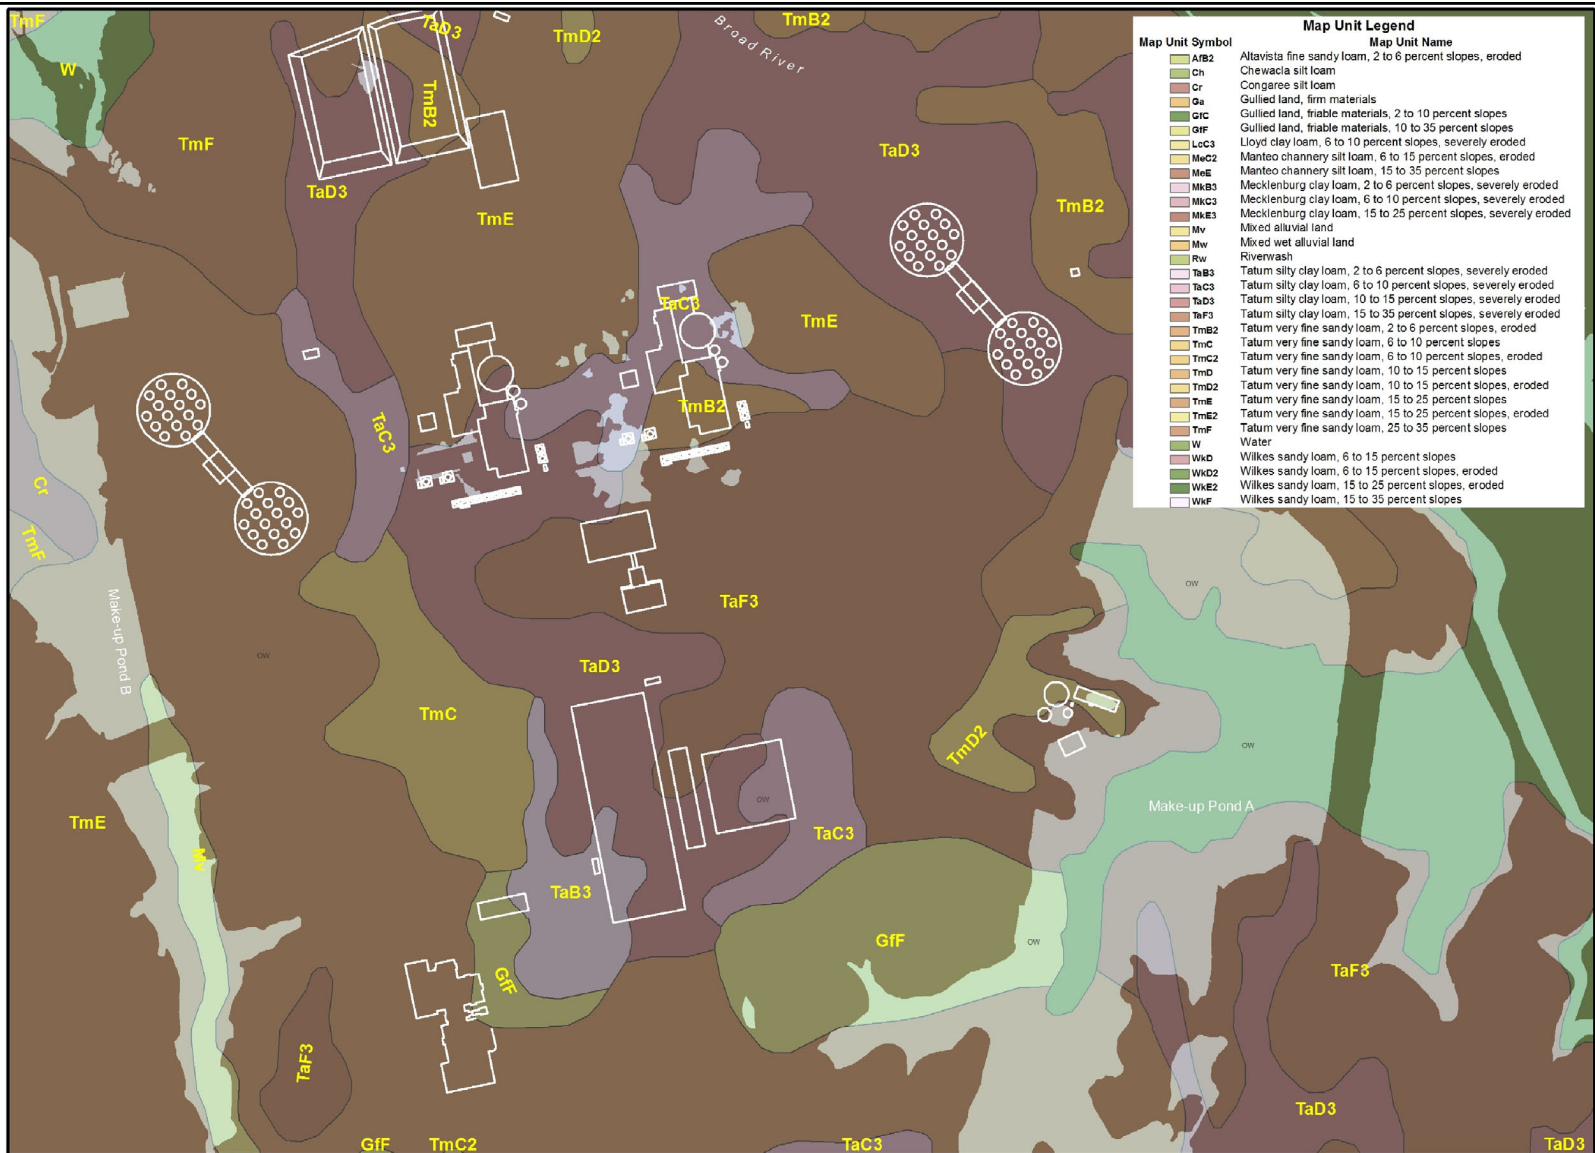 TmF
TaD3
TmD2
Broad River
TmB2
W
TmB2
TmF
TaD3
TmE
TaD3
TmB2
TaC3
TmE
TmB2
TaC3
Cr
TmF
Make-up Pond B
OW
TaF3
OW
TaD3
TmC
TmD2
OW
Make-up Pond A
OW
TmE
Mv
TaC3
TaB3
GfF
GfF
OW
TaF3
TaF3
TaD3
GfF
TmC2
TaC3
TaD3
Map Unit Legend
Map Unit Symbol Map Unit Name
AfB2 Altavista fine sandy loam, 2 to 6 percent slopes, eroded
Ch Chewacla silt loam
Cr Congaree silt loam
Ga Gullied land, firm materials
GfC Gullied land, friable materials, 2 to 10 percent slopes
GfF Gullied land, friable materials, 10 to 35 percent slopes
LcC3 Lloyd clay loam, 6 to 10 percent slopes, severely eroded
MeC2 Manteo channery silt loam, 6 to 15 percent slopes, eroded
MeE Manteo channery silt loam, 15 to 35 percent slopes
MkB3 Mecklenburg clay loam, 2 to 6 percent slopes, severely eroded
MkC3 Mecklenburg clay loam, 6 to 10 percent slopes, severely eroded
MkE3 Mecklenburg clay loam, 15 to 25 percent slopes, severely eroded
Mv Mixed alluvial land
Mw Mixed wet alluvial land
Rw Riverwash
TaB3 Tatum silty clay loam, 2 to 6 percent slopes, severely eroded
TaC3 Tatum silty clay loam, 6 to 10 percent slopes, severely eroded
TaD3 Tatum silty clay loam, 10 to 15 percent slopes, severely eroded
TaF3 Tatum silty clay loam, 15 to 35 percent slopes, severely eroded
TmB2 Tatum very fine sandy loam, 2 to 6 percent slopes, eroded
TmC Tatum very fine sandy loam, 6 to 10 percent slopes
TmC2 Tatum very fine sandy loam, 6 to 10 percent slopes, eroded
TmD Tatum very fine sandy loam, 10 to 15 percent slopes
TmD2 Tatum very fine sandy loam, 10 to 15 percent slopes, eroded
TmE Tatum very fine sandy loam, 15 to 25 percent slopes
TmE2 Tatum very fine sandy loam, 15 to 25 percent slopes, eroded
TmF Tatum very fine sandy loam, 25 to 35 percent slopes
W Water
WkD Wilkes sandy loam, 6 to 15 percent slopes
WkD2 Wilkes sandy loam, 6 to 15 percent slopes, eroded
WkE2 Wilkes sandy loam, 15 to 25 percent slopes, eroded
WkF Wilkes sandy loam, 15 to 35 percent slopes